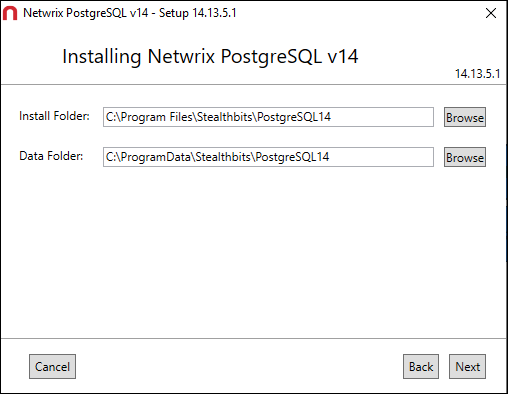 Netwrix PostgreSQL v14 - Setup 14.13.5.1
Installing Netwrix PostgreSQL v14
14.13.5.1
Install Folder: C:\Program Files\Stealthbits\PostgreSQL14 Browse
Data Folder: C:\ProgramData\Stealthbits\PostgreSQL14 Browse
Cancel Back Next